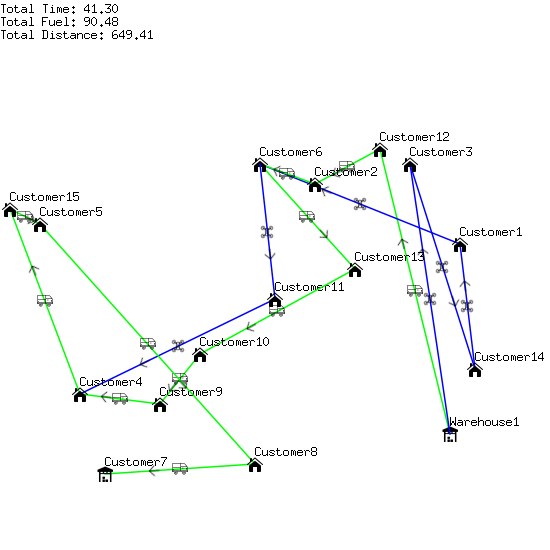 Total Time: 41.30
Total Fuel: 90.48
Total Distance: 649.41
Customer12
Customer6
Customer3
Customer2
Customer15
Customer5
Customer1
Customer13
Customer11
Customer10
Customer14
Customer4
Customer9
Warehouse1
Customer8
Customer7